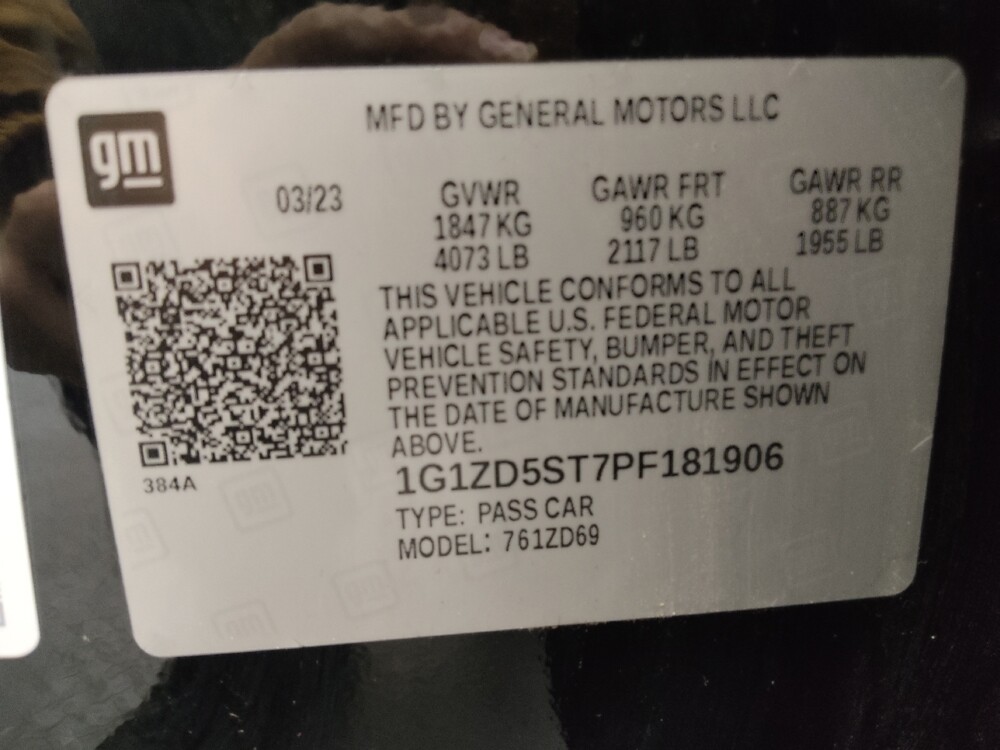 gm
MFD BY GENERAL MOTORS LLC
03/23
GVWR
1847 KG
4073 LB
GAWR FRT
960 KG
2117 LB
GAWR RR
887 KG
1955 LB
THIS VEHICLE CONFORMS TO ALL
APPLICABLE U.S. FEDERAL MOTOR
VEHICLE SAFETY, BUMPER, AND THEFT
PREVENTION STANDARDS IN EFFECT ON
THE DATE OF MANUFACTURE SHOWN
ABOVE.
1G1ZD5ST7PF181906
384A
TYPE: PASS CAR
MODEL: 761ZD69